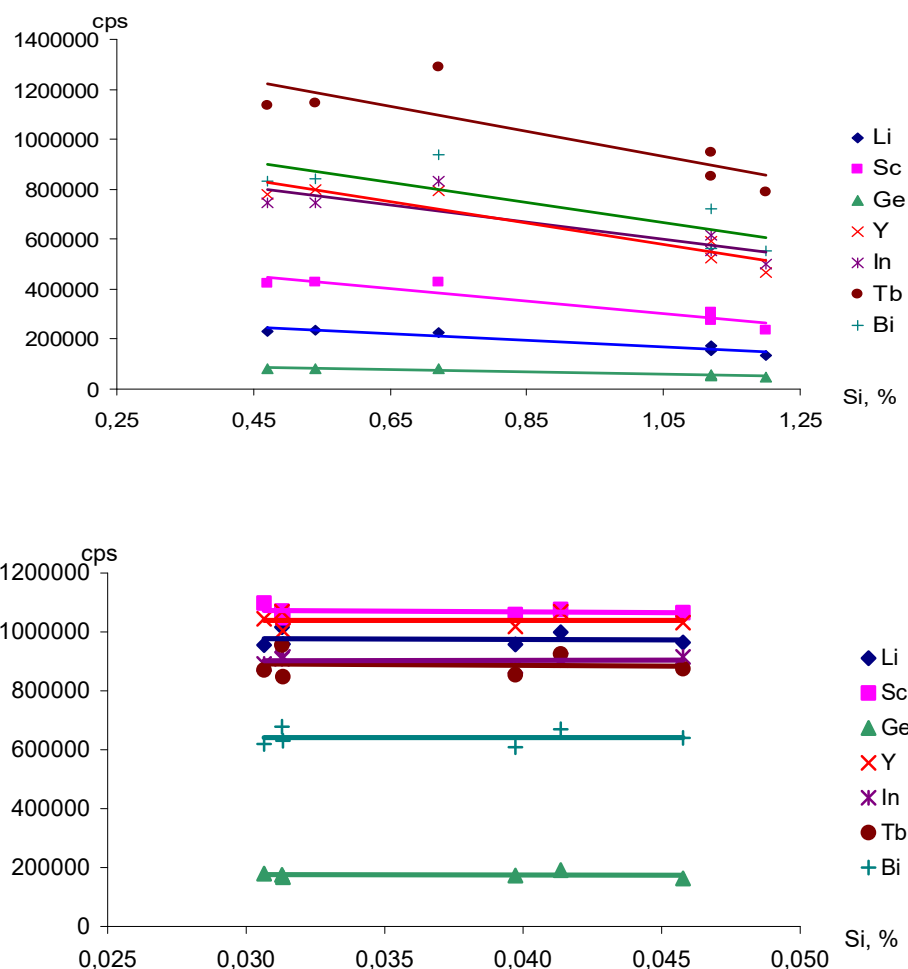 cps
1400000
1200000
1000000
800000
600000
400000
200000
0
0,25 0,45 0,65 0,85 1,05 1,25
Si, %
Li
Sc
Ge
Y
In
Tb
Bi
cps
1200000
1000000
800000
600000
400000
200000
0
0,025 0,030 0,035 0,040 0,045 0,050
Si, %
Li
Sc
Ge
Y
In
Tb
Bi